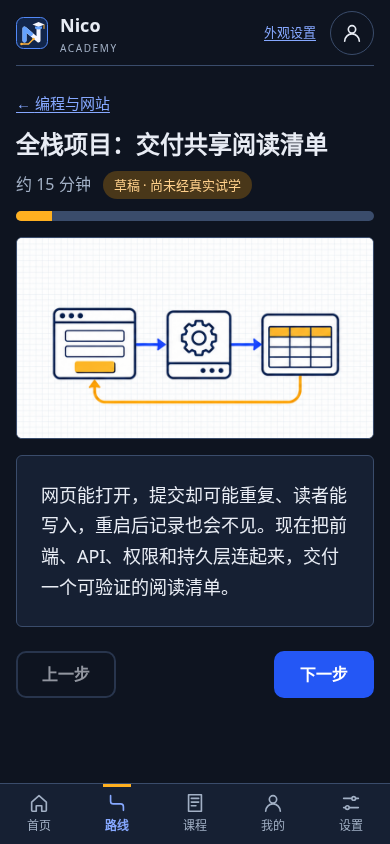 Nico
ACADEMY
外观设置
← 编程与网站
全栈项目：交付共享阅读清单
约 15 分钟
草稿 · 尚未经真实试学
网页能打开，提交却可能重复、读者能
写入，重启后记录也会不见。现在把前
端、API、权限和持久层连起来，交付
一个可验证的阅读清单。
上一步
下一步
首页
路线
课程
我的
设置